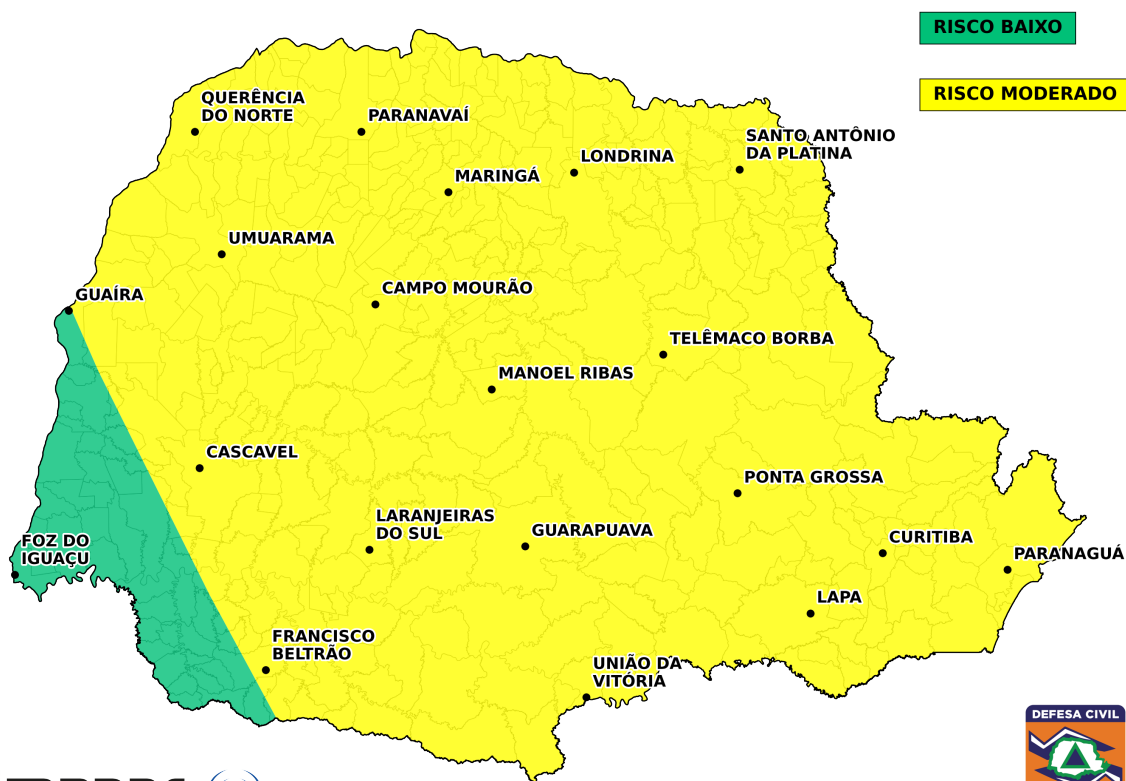 RISCO BAIXO
RISCO MODERADO
QUERÊNCIA
DO NORTE
PARANAVAÍ
SANTO ANTÔNIO
DA PLATINA
LONDRINA
MARINGÁ
UMUARAMA
CAMPO MOURÃO
GUAÍRA
TELÊMACO BORBA
MANOEL RIBAS
CASCAVEL
PONTA GROSSA
LARANJEIRAS
DO SUL
GUARAPUAVA
CURITIBA
FOZ DO
IGUAÇU
PARANAGUÁ
LAPA
FRANCISCO
BELTRÃO
UNIÃO DA
VITÓRIA
DEFESA CIVIL